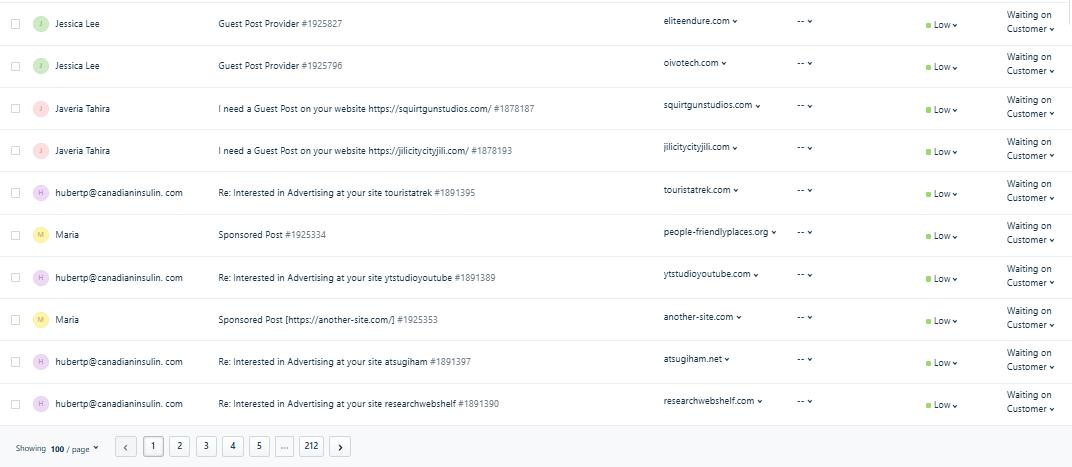 J Jessica Lee Guest Post Provider #1925827 eliteendure.com -- Low Waiting on Customer
J Jessica Lee Guest Post Provider #1925796 oivotech.com -- Low Waiting on Customer
J Javeria Tahira I need a Guest Post on your website https://squirtgunstudios.com/ #1878187 squirtgunstudios.com -- Low Waiting on Customer
J Javeria Tahira I need a Guest Post on your website https://jilicitycityjili.com/ #1878193 jilicitycityjili.com -- Low Waiting on Customer
H hubertp@canadianinsulin. com Re: Interested in Advertising at your site touristatrek #1891395 touristatrek.com -- Low Waiting on Customer
M Maria Sponsored Post #1925334 people-friendlyplaces.org -- Low Waiting on Customer
H hubertp@canadianinsulin. com Re: Interested in Advertising at your site ytstudioyoutube #1891389 ytstudioyoutube.com -- Low Waiting on Customer
M Maria Sponsored Post [https://another-site.com/] #1925353 another-site.com -- Low Waiting on Customer
H hubertp@canadianinsulin. com Re: Interested in Advertising at your site atsugiham #1891397 atsugiham.net -- Low Waiting on Customer
H hubertp@canadianinsulin. com Re: Interested in Advertising at your site researchwebshelf #1891390 researchwebshelf.com -- Low Waiting on Customer
Showing 100 / page < 1 2 3 4 5 ... 212 >